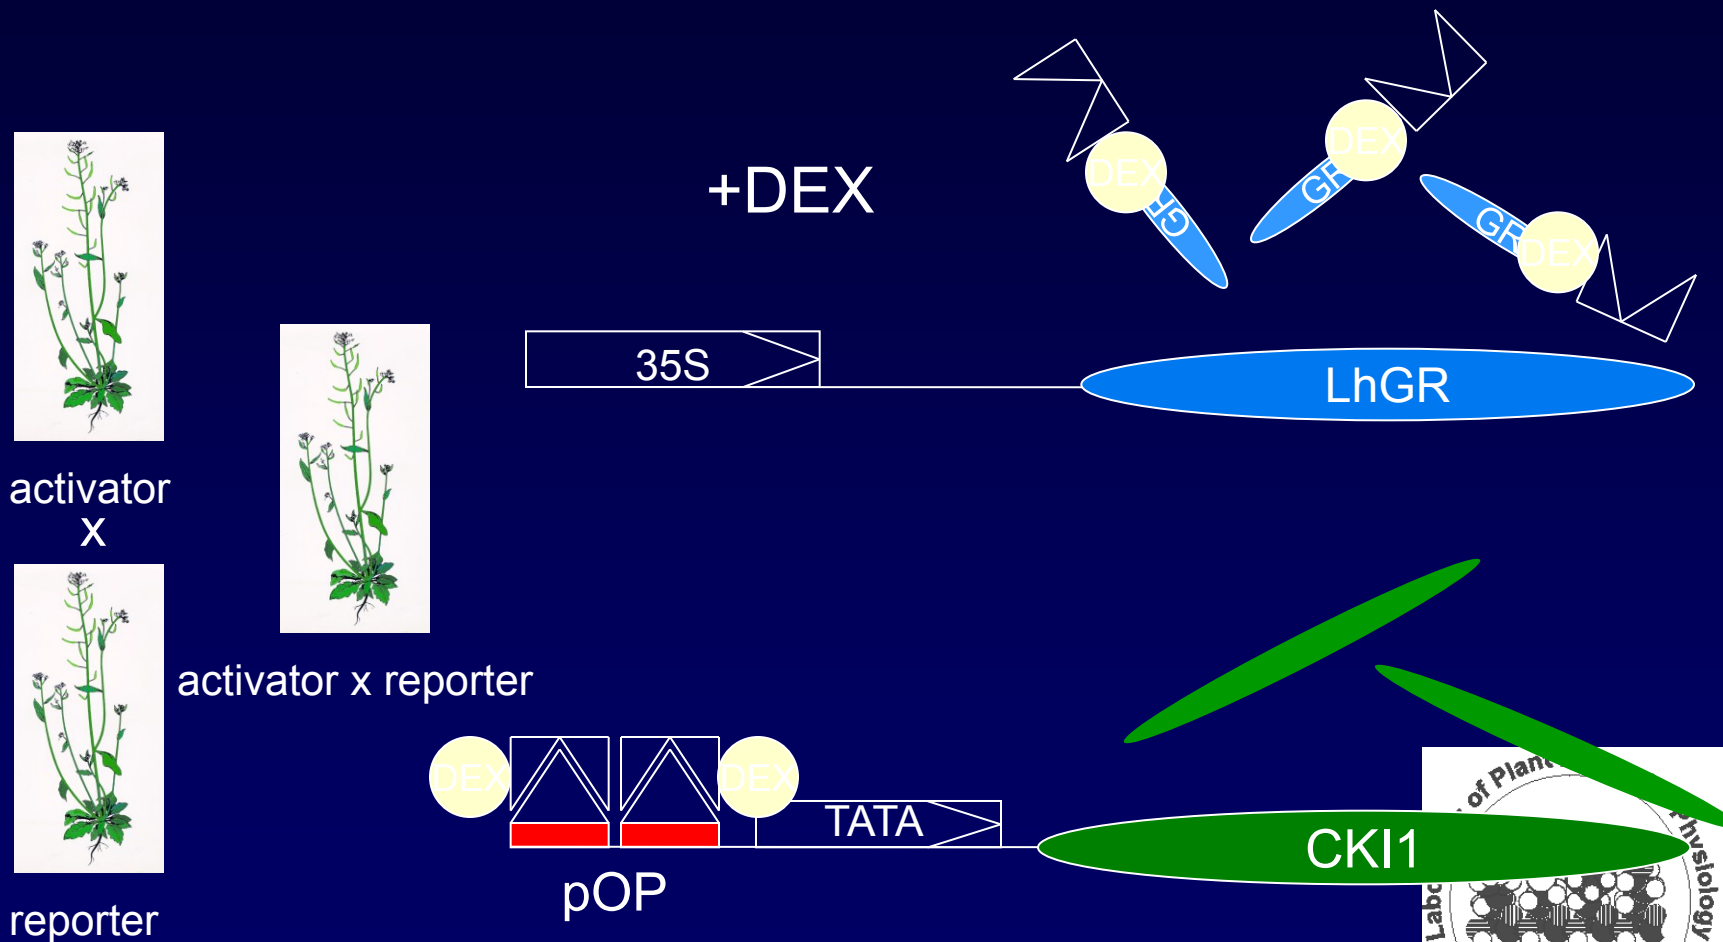 +DEX
DEX
GR
DEX
GR
GR
DEX
35S
LhGR
activator
x
activator x reporter
DEX
DEX
TATA
CKI1
pOP
reporter
of Plant
Physiology